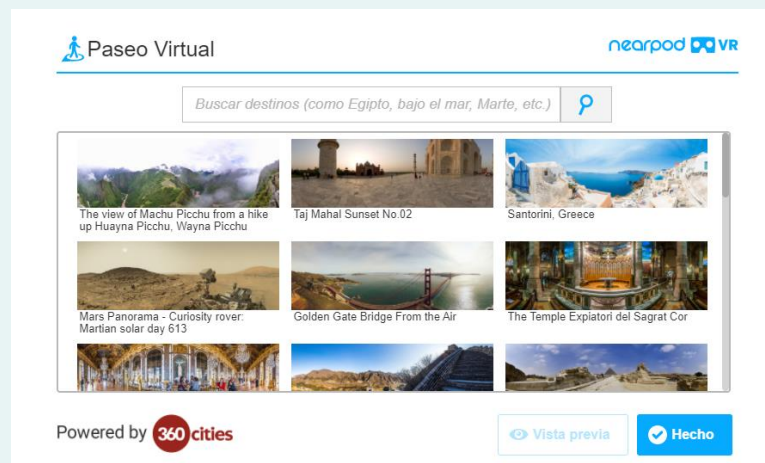 Paseo Virtual
nearpod VR
Buscar destinos (como Egipto, bajo el mar, Marte, etc.)
The view of Machu Picchu from a hike
up Huayna Picchu, Wayna Picchu
Taj Mahal Sunset No.02
Santorini, Greece
Mars Panorama - Curiosity rover:
Martian solar day 613
Golden Gate Bridge From the Air
The Temple Expiatori del Sagrat Cor
Powered by 360 cities
Vista previa
Hecho